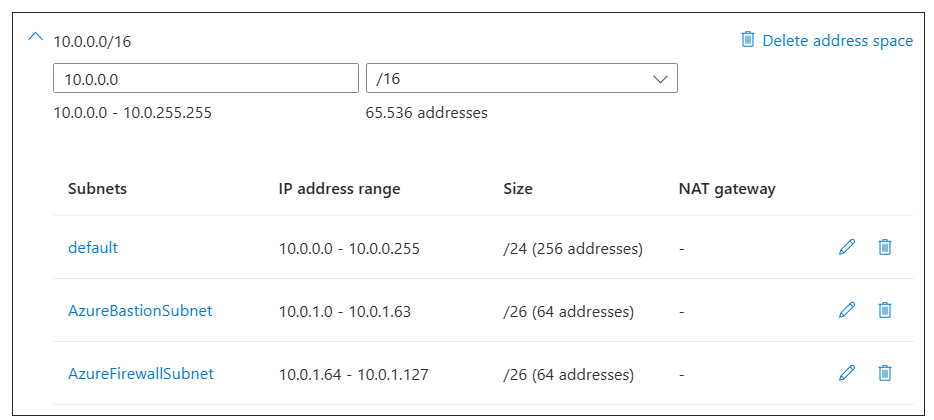 10.0.0.0/16 Delete address space
10.0.0.0 /16
10.0.0.0 - 10.0.255.255 65.536 addresses
Subnets IP address range Size NAT gateway
default 10.0.0.0 - 10.0.0.255 /24 (256 addresses) -
AzureBastionSubnet 10.0.1.0 - 10.0.1.63 /26 (64 addresses) -
AzureFirewallSubnet 10.0.1.64 - 10.0.1.127 /26 (64 addresses) -